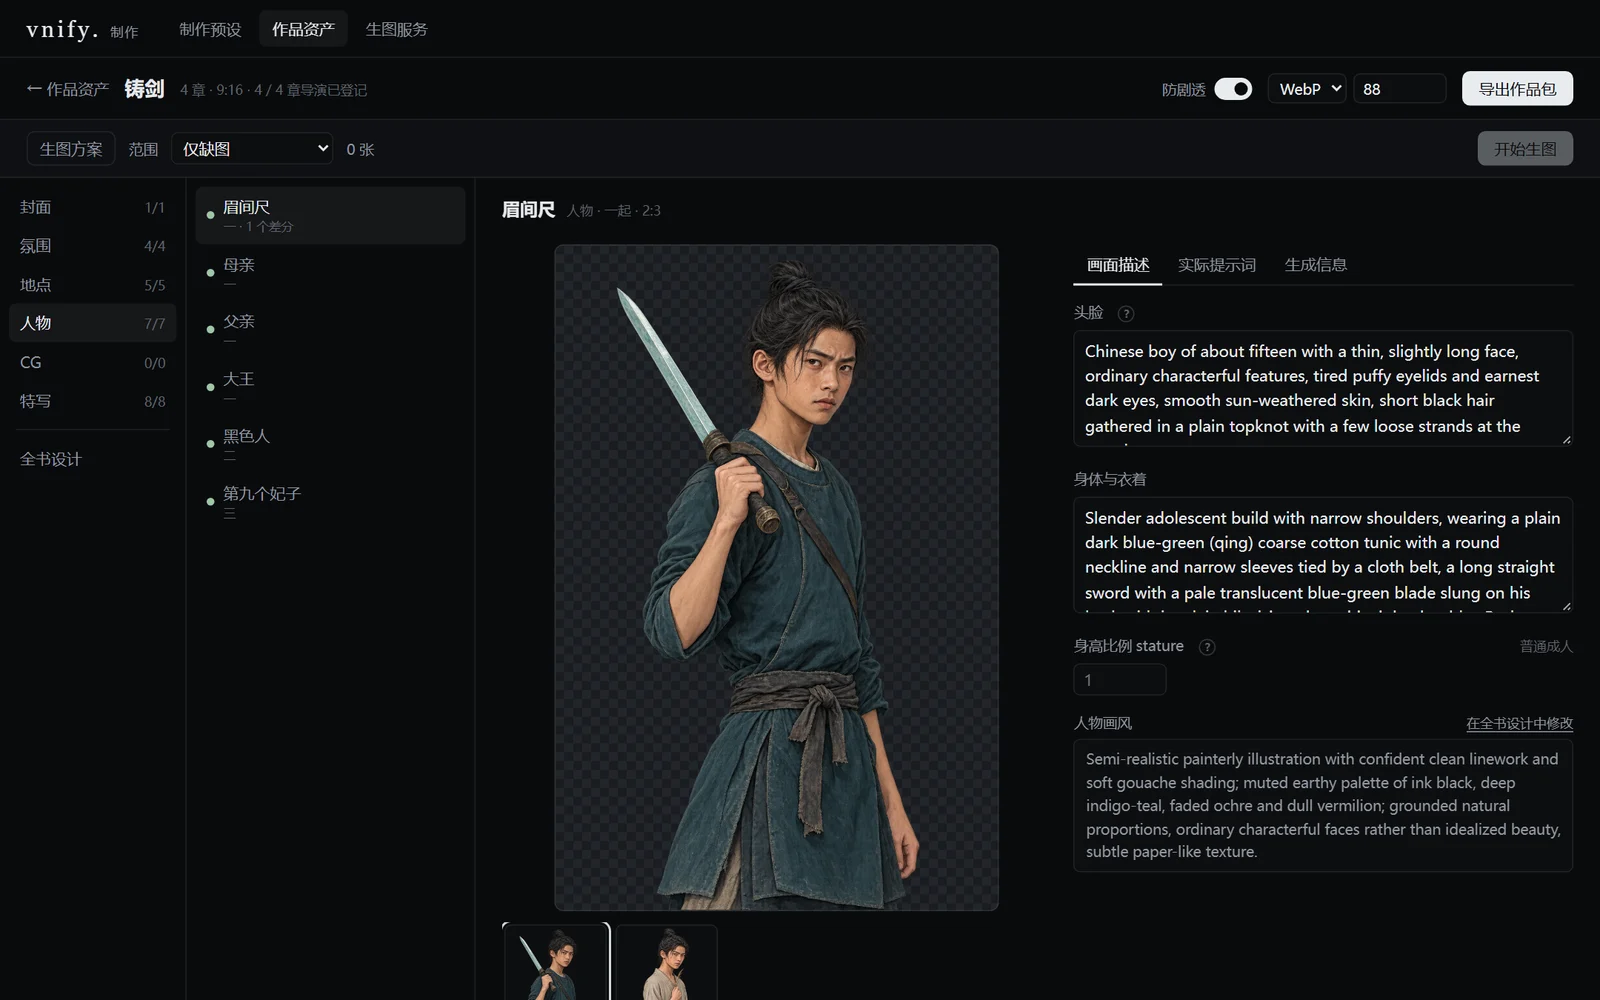 vnify. 制作
制作预设
作品资产
生图服务
← 作品资产
铸剑
4 章 · 9:16 · 4 / 4 章导演已登记
防剧透
WebP
88
导出作品包
生图方案
范围
仅缺图
0 张
开始生图
封面 1/1
氛围 4/4
地点 5/5
人物 7/7
CG 0/0
特写 8/8
全书设计
眉间尺
一 · 1 个差分
母亲
一
父亲
一
大王
一
黑色人
二
第九个妃子
三
眉间尺 人物 · 一起 · 2:3
画面描述
实际提示词
生成信息
头脸 ?
Chinese boy of about fifteen with a thin, slightly long face,
ordinary characterful features, tired puffy eyelids and earnest
dark eyes, smooth sun-weathered skin, short black hair
gathered in a plain topknot with a few loose strands at the
身体与衣着
Slender adolescent build with narrow shoulders, wearing a plain
dark blue-green (qing) coarse cotton tunic with a round
neckline and narrow sleeves tied by a cloth belt, a long straight
sword with a pale translucent blue-green blade slung on his
身高比例 stature ?
普通成人
1
人物画风
在全书设计中修改
Semi-realistic painterly illustration with confident clean linework and
soft gouache shading; muted earthy palette of ink black, deep
indigo-teal, faded ochre and dull vermilion; grounded natural
proportions, ordinary characterful faces rather than idealized beauty,
subtle paper-like texture.